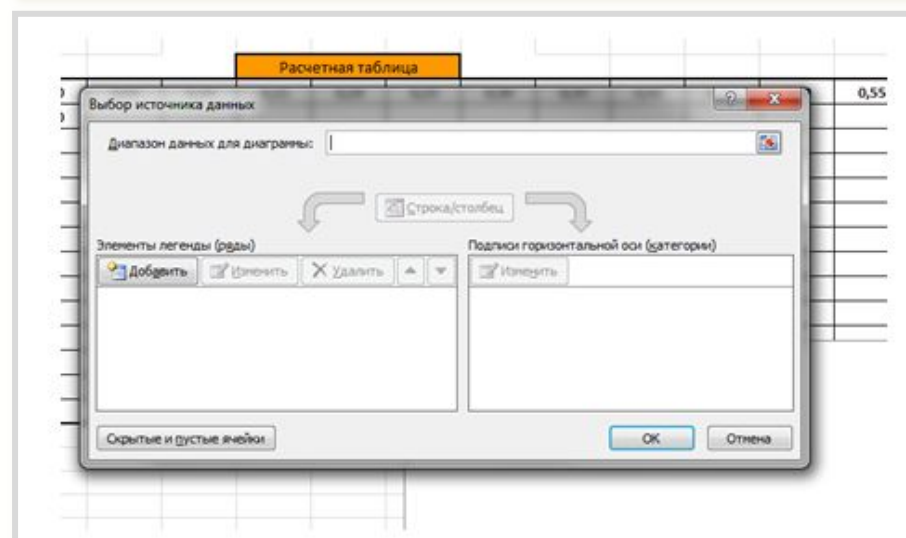 Расчетная таблица
0,55
Выбор источника данных
Диапазон данных для диаграммы:
Строка/столбец
Элементы легенды (ряды)
Подписи горизонтальной оси (категории)
Добавить Изменить Удалить
Изменить
Скрытые и пустые ячейки
ОК Отмена